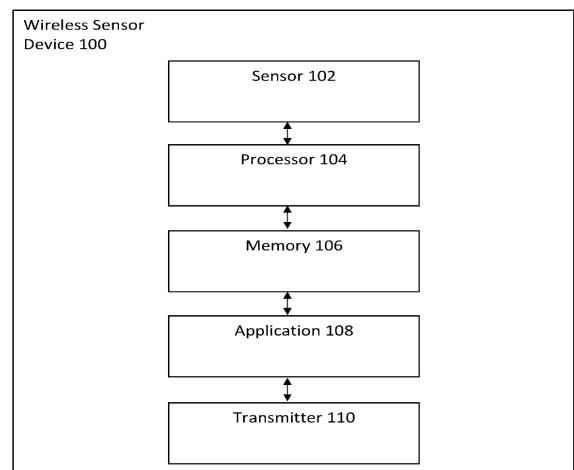 Wireless Sensor
Device 100
Sensor 102
Processor 104
Memory 106
Application 108
Transmitter 110